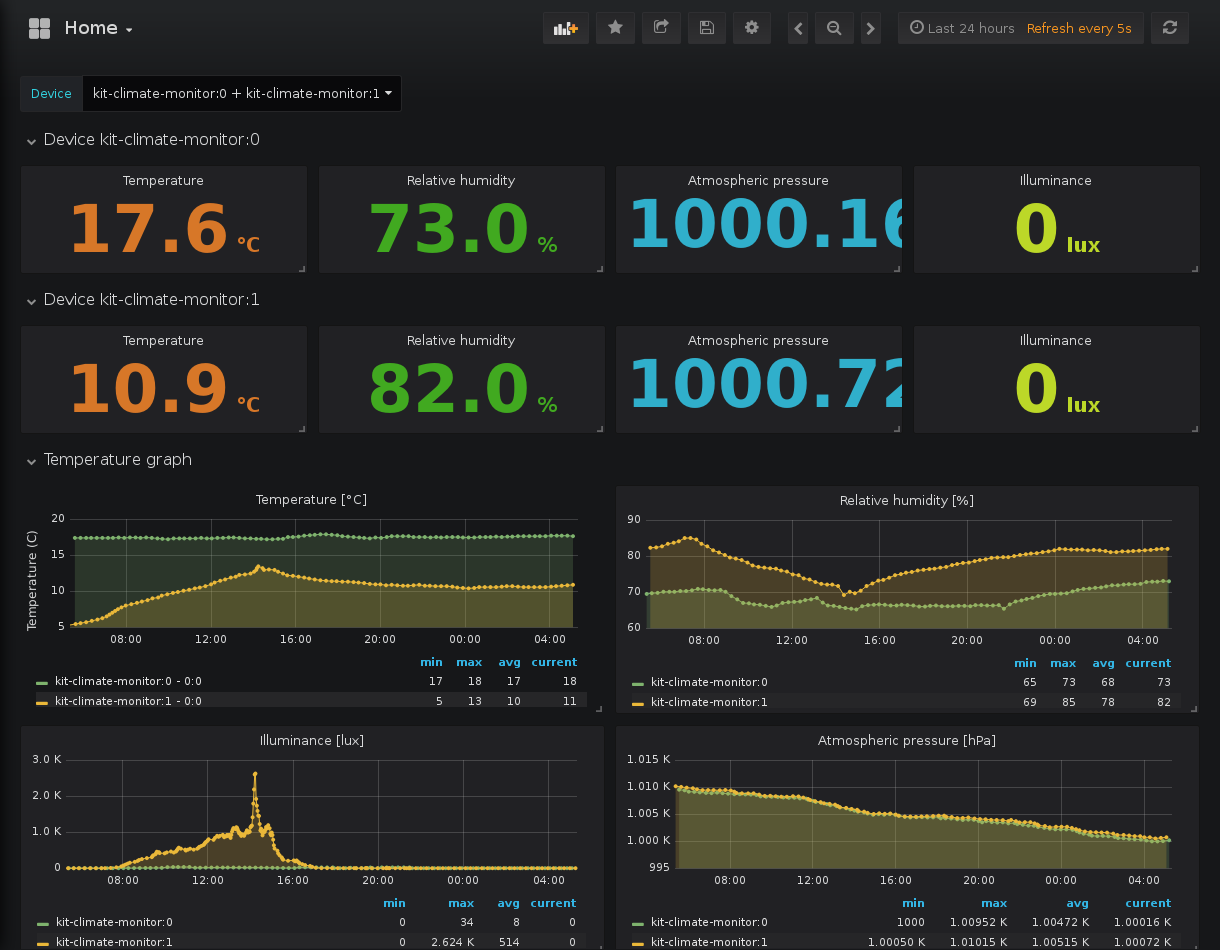 Home
Last 24 hours Refresh every 5s
Device kit-climate-monitor:0 + kit-climate-monitor:1
Device kit-climate-monitor:0
Temperature Relative humidity Atmospheric pressure Illuminance
17.6 °C 73.0 % 1000.16 0 lux
Device kit-climate-monitor:1
Temperature Relative humidity Atmospheric pressure Illuminance
10.9 °C 82.0 % 1000.72 0 lux
Temperature graph
Temperature [°C]
Temperature (C)
20
15
10
5
08:00 12:00 16:00 20:00 00:00 04:00
min max avg current
kit-climate-monitor:0 - 0:0 17 18 17 18
kit-climate-monitor:1 - 0:0 5 13 10 11
Relative humidity [%]
90
80
70
60
08:00 12:00 16:00 20:00 00:00 04:00
min max avg current
kit-climate-monitor:0 65 73 68 73
kit-climate-monitor:1 69 85 78 82
Illuminance [lux]
3.0 K
2.0 K
1.0 K
0
08:00 12:00 16:00 20:00 00:00 04:00
min max avg current
kit-climate-monitor:0 0 34 8 0
kit-climate-monitor:1 0 2.624 K 514 0
Atmospheric pressure [hPa]
1.015 K
1.010 K
1.005 K
1.000 K
995
08:00 12:00 16:00 20:00 00:00 04:00
min max avg current
kit-climate-monitor:0 1000 1.00952 K 1.00472 K 1.00016 K
kit-climate-monitor:1 1.00050 K 1.01015 K 1.00515 K 1.00072 K